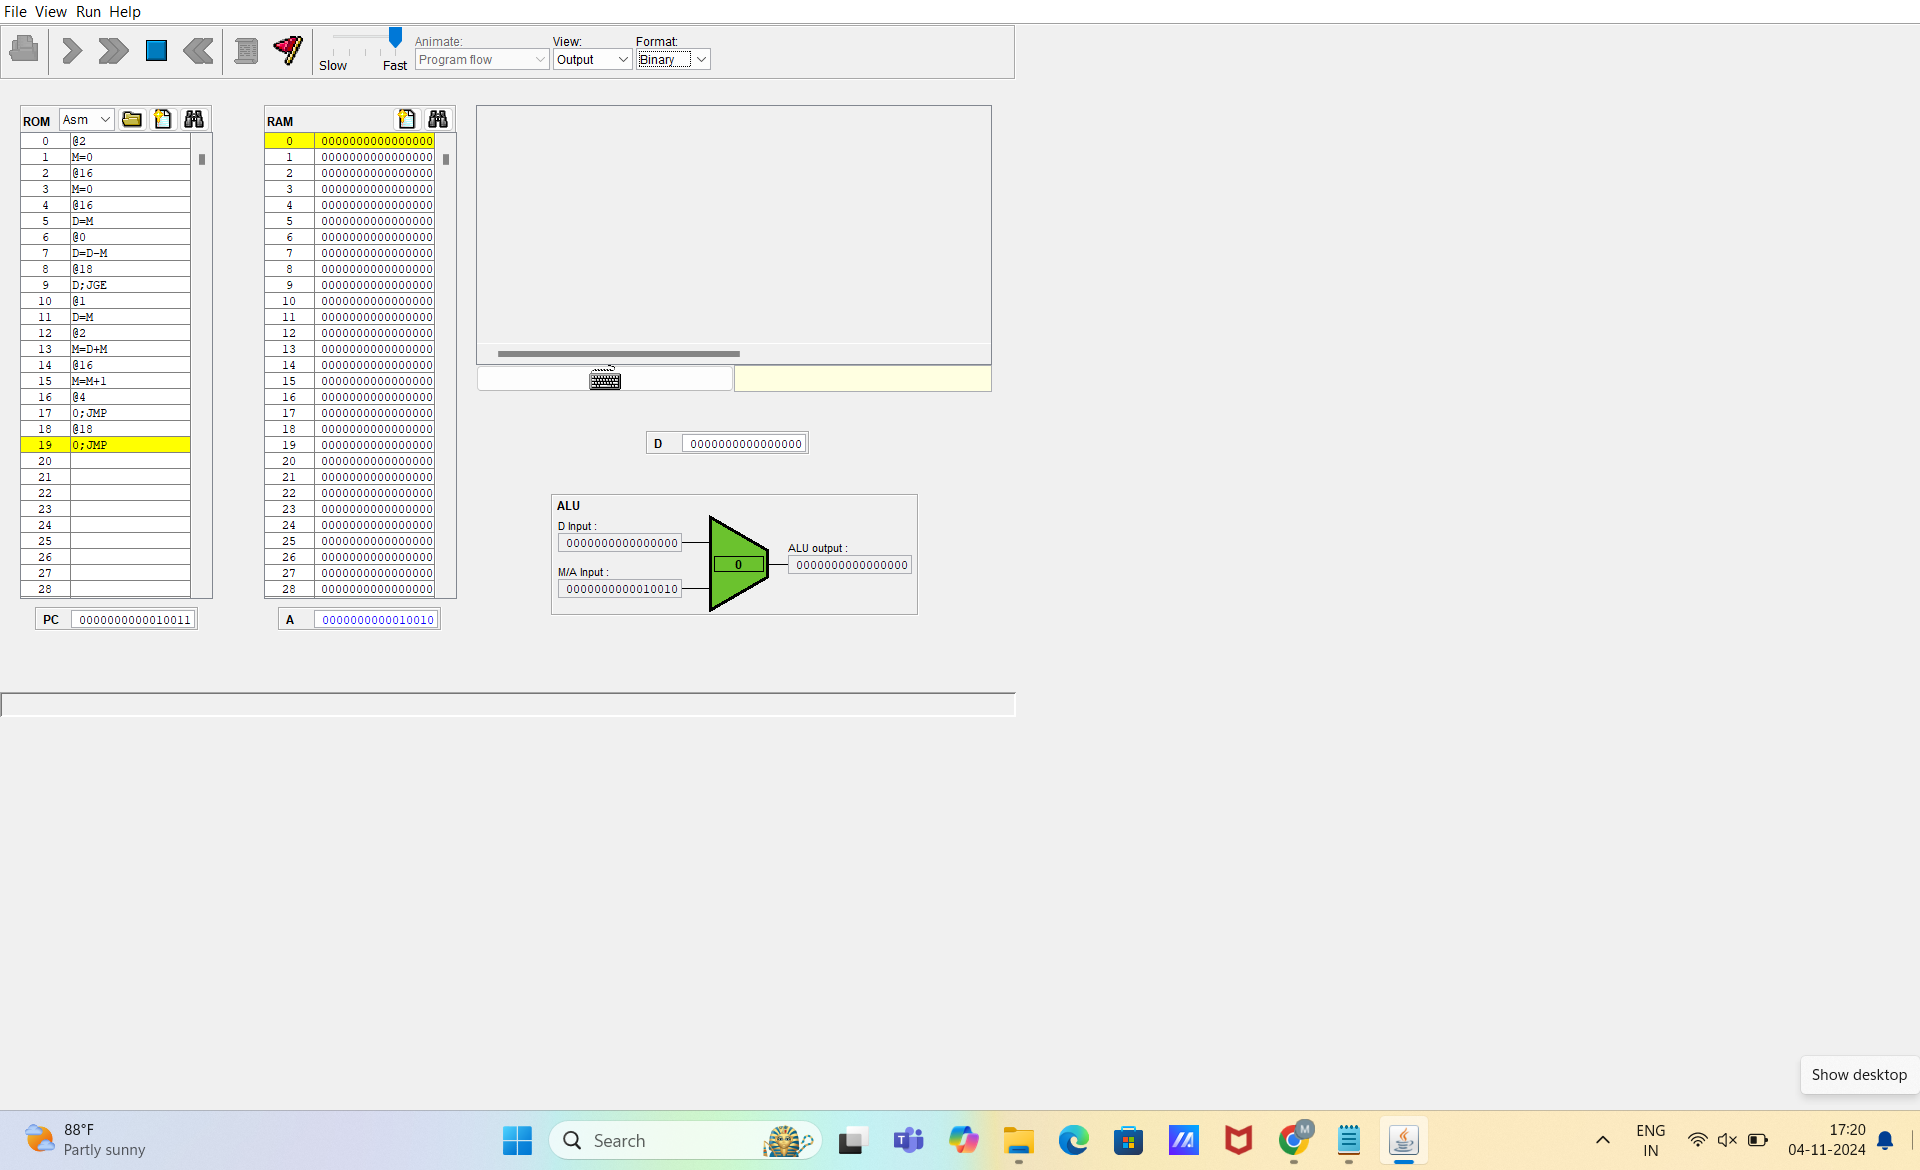 File View Run Help
Slow Fast
Animate: View: Format:
Program flow Output Binary
ROM Asm
0 @2
1 M=0
2 @16
3 M=0
4 @16
5 D=M
6 @0
7 D=D-M
8 @18
9 D;JGE
10 @1
11 D=M
12 @2
13 M=D+M
14 @16
15 M=M+1
16 @4
17 0;JMP
18 @18
19 0;JMP
20
21
22
23
24
25
26
27
28
PC 0000000000010011
RAM
0 0000000000000000
1 0000000000000000
2 0000000000000000
3 0000000000000000
4 0000000000000000
5 0000000000000000
6 0000000000000000
7 0000000000000000
8 0000000000000000
9 0000000000000000
10 0000000000000000
11 0000000000000000
12 0000000000000000
13 0000000000000000
14 0000000000000000
15 0000000000000000
16 0000000000000000
17 0000000000000000
18 0000000000000000
19 0000000000000000
20 0000000000000000
21 0000000000000000
22 0000000000000000
23 0000000000000000
24 0000000000000000
25 0000000000000000
26 0000000000000000
27 0000000000000000
28 0000000000000000
A 0000000000010010
D 0000000000000000
ALU
D Input :
0000000000000000
M/A Input :
0000000000010010
0
ALU output :
0000000000000000
Show desktop
88°F
Partly sunny
Search
M
ENG
IN
17:20
04-11-2024